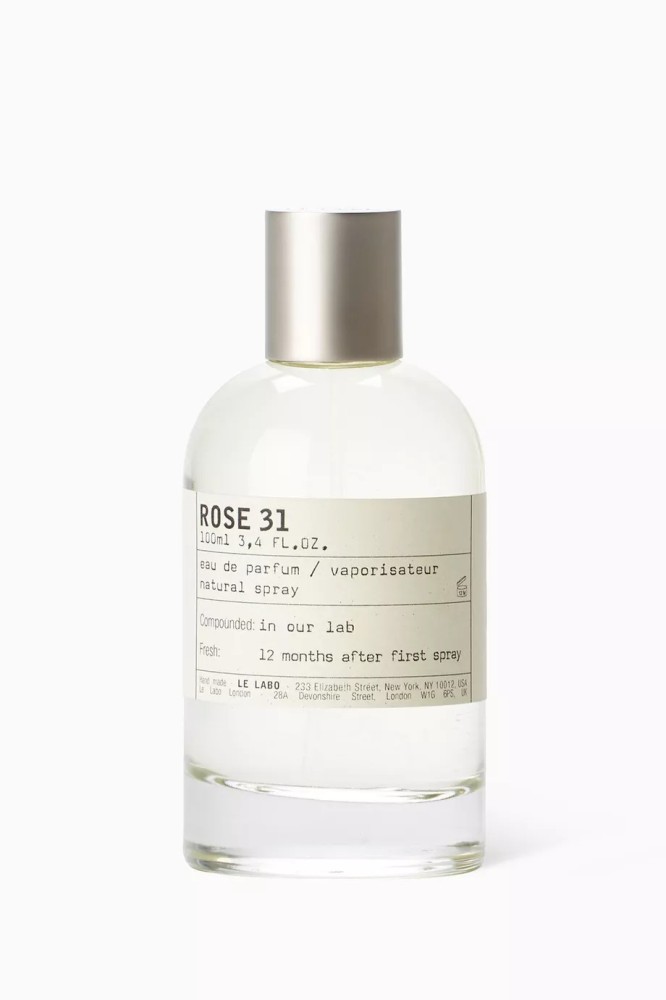 ROSE 31
100ml 3,4 FL.OZ.
eau de parfum / vaporisateur
natural spray
Compounded: in our lab
Fresh: 12 months after first spray
Hand made - LE LABO - 233 Elizabeth Street, New York, NY 10012, USA
Le Labo London - 28A Devonshire Street, London W1G 6PS, UK